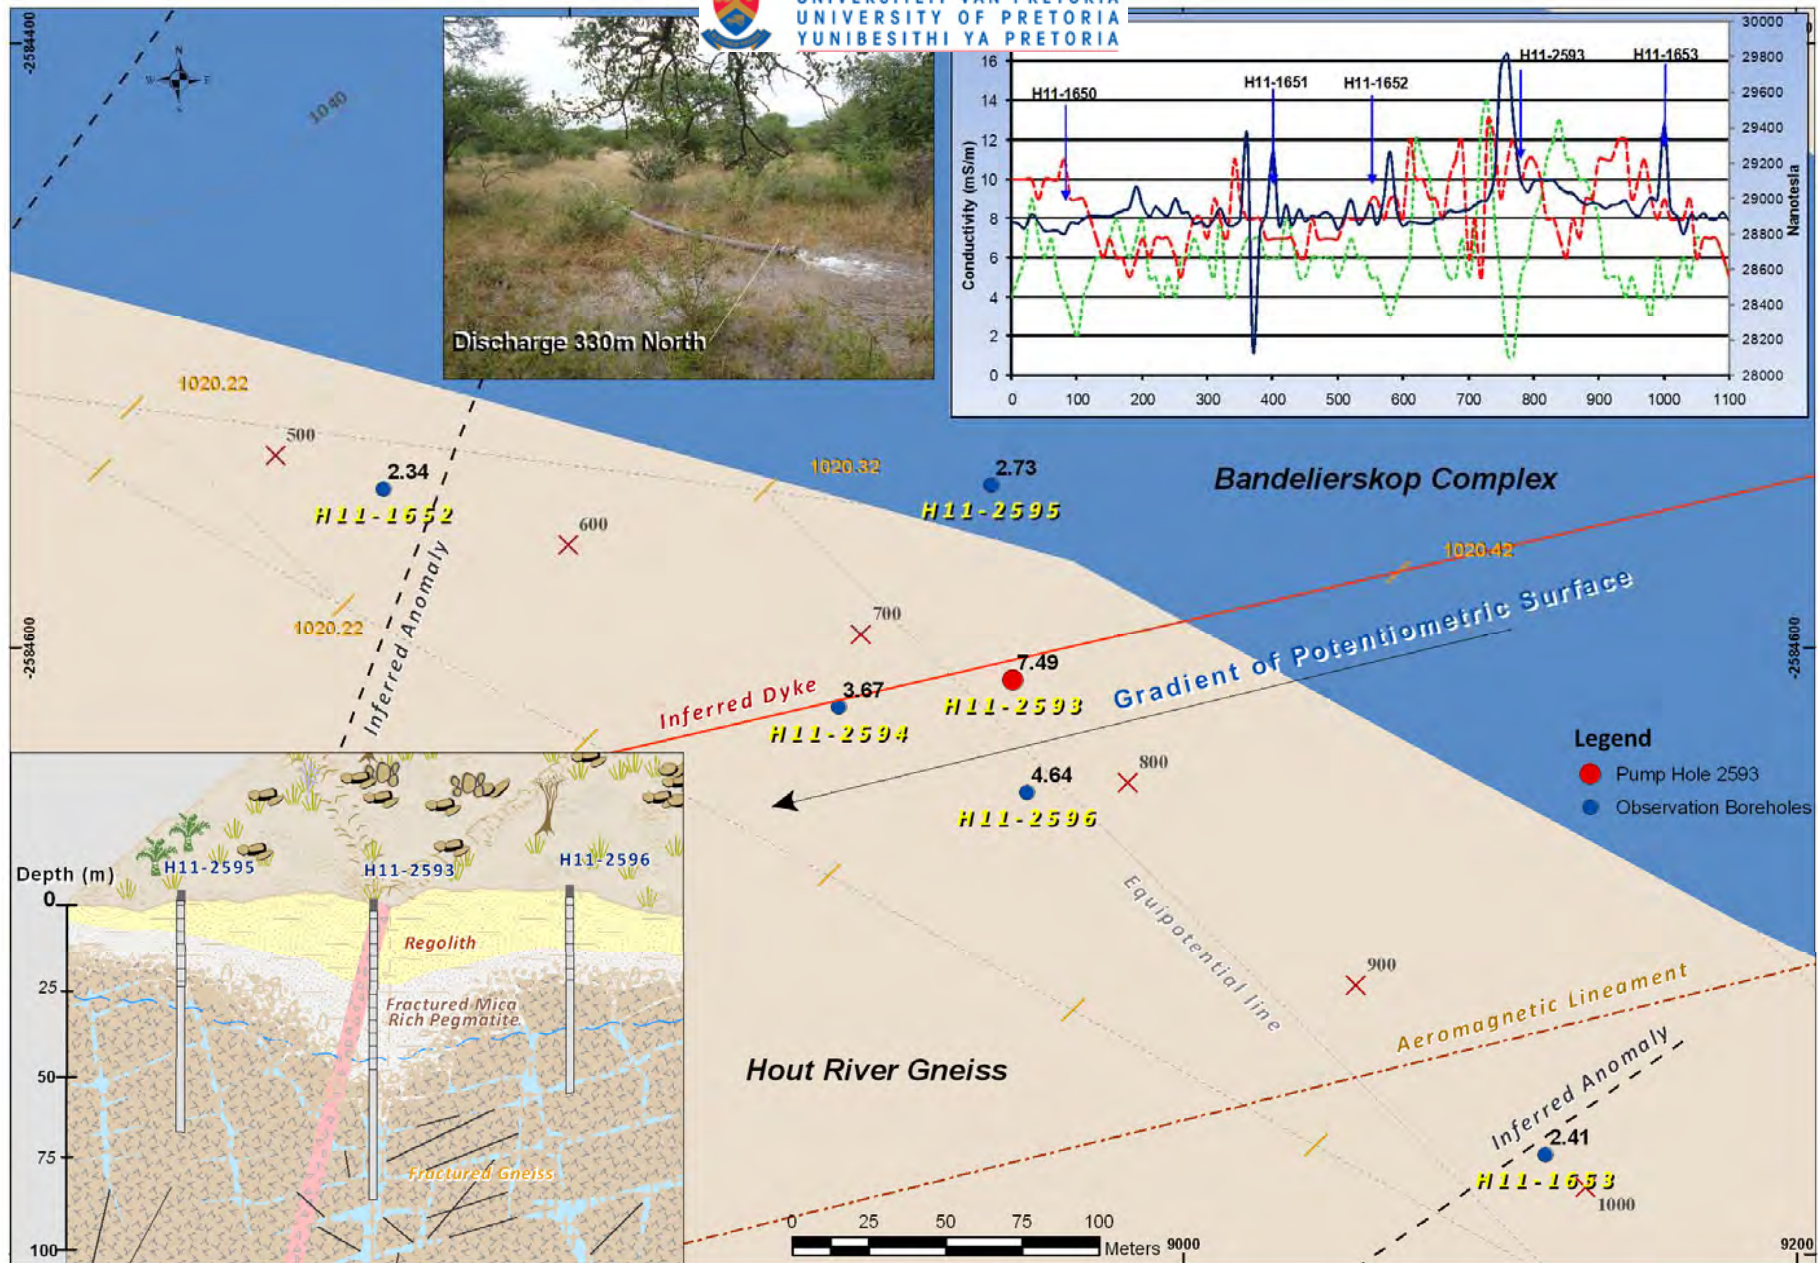 UNIVERSITEIT VAN PRETORIA
UNIVERSITY OF PRETORIA
YUNIBESITHI YA PRETORIA
-2584400
N
W
E
S
1040
Discharge 330m North
H11-1650
H11-1651
H11-1652
H11-2593
H11-1653
Conductivity (mS/m)
16
14
12
10
8
6
4
2
0
30000
29800
29600
29400
29200
29000
28800
28600
28400
28200
28000
Nanotesla
0 100 200 300 400 500 600 700 800 900 1000 1100
1020.22
500
2.34
H11-1652
600
1020.32
2.73
H11-2595
Bandelierskop Complex
1020.42
1020.22
Inferred Anomaly
700
-2584600
-2584600
Gradient of Potentiometric Surface
7.49
H11-2593
Inferred Dyke
3.67
H11-2594
800
4.64
H11-2596
Legend
Pump Hole 2593
Observation Boreholes
Equipotential line
900
Aeromagnetic Lineament
Hout River Gneiss
Inferred Anomaly
2.41
H11-1653
1000
Depth (m)
0
25
50
75
100
H11-2595
H11-2593
H11-2596
Regolith
Fractured Mica
Rich Pegmatite
Fractured Gneiss
0 25 50 75 100
Meters
9000
9200